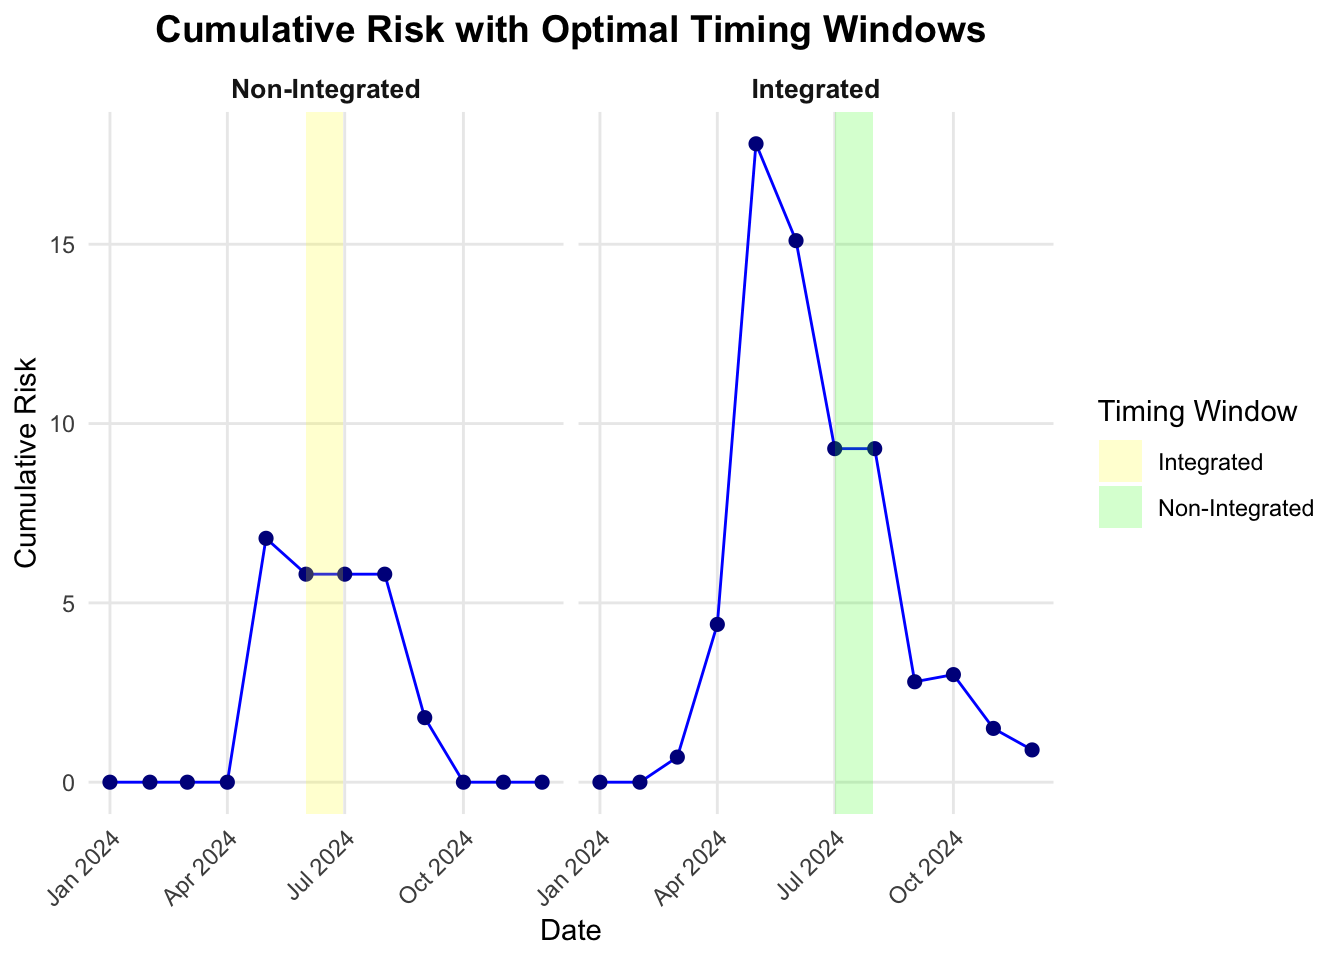 Cumulative Risk with Optimal Timing Windows
Non-Integrated
Integrated
Cumulative Risk
15
10
5
0
Jan 2024
Apr 2024
Jul 2024
Oct 2024
Jan 2024
Apr 2024
Jul 2024
Oct 2024
Date
Timing Window
Integrated
Non-Integrated